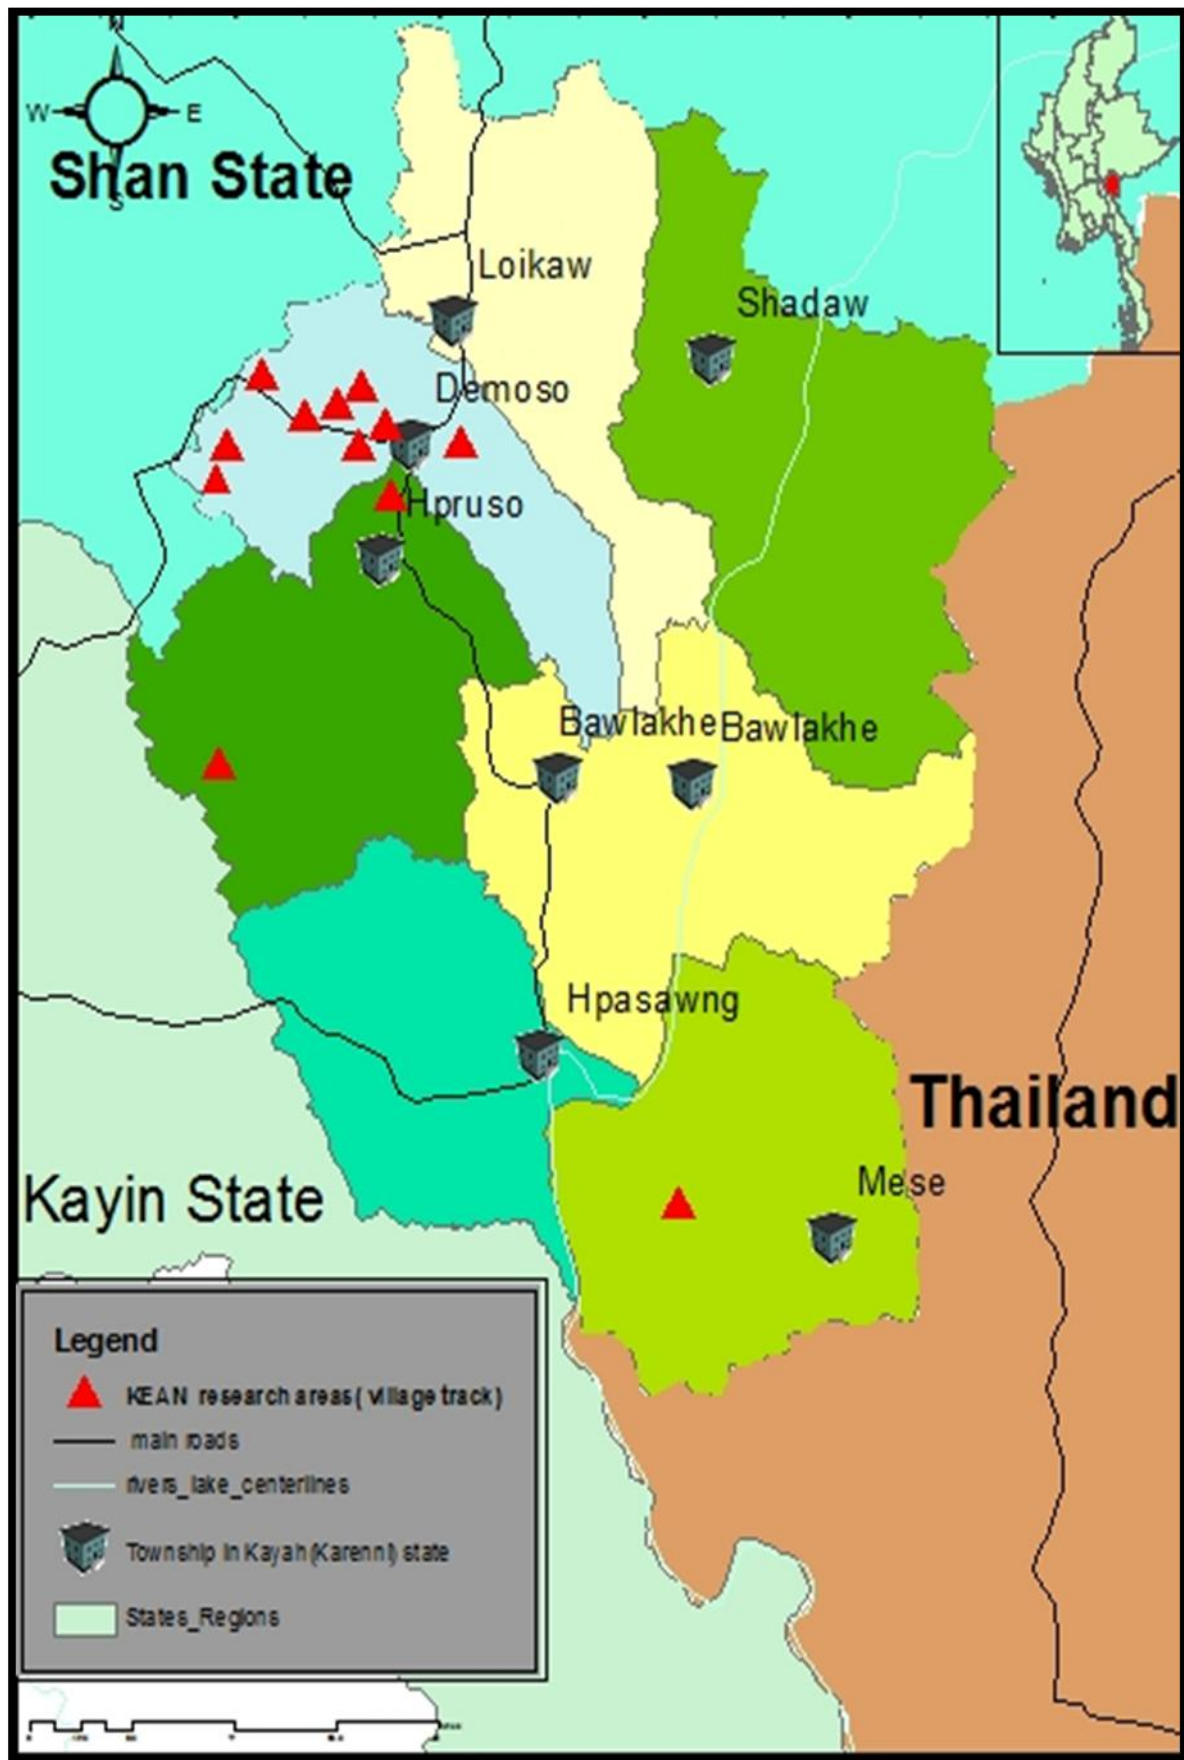 N
W E
S
Shan State
Loikaw
Shadaw
Demoso
Hpruso
Bawlakhe Bawlakhe
Hpasawng
Thailand
Mese
Kayin State
Legend
KEAN research areas( village track)
main roads
rivers_lake_centerlines
Township in Kayah(Karenni) state
States_Regions